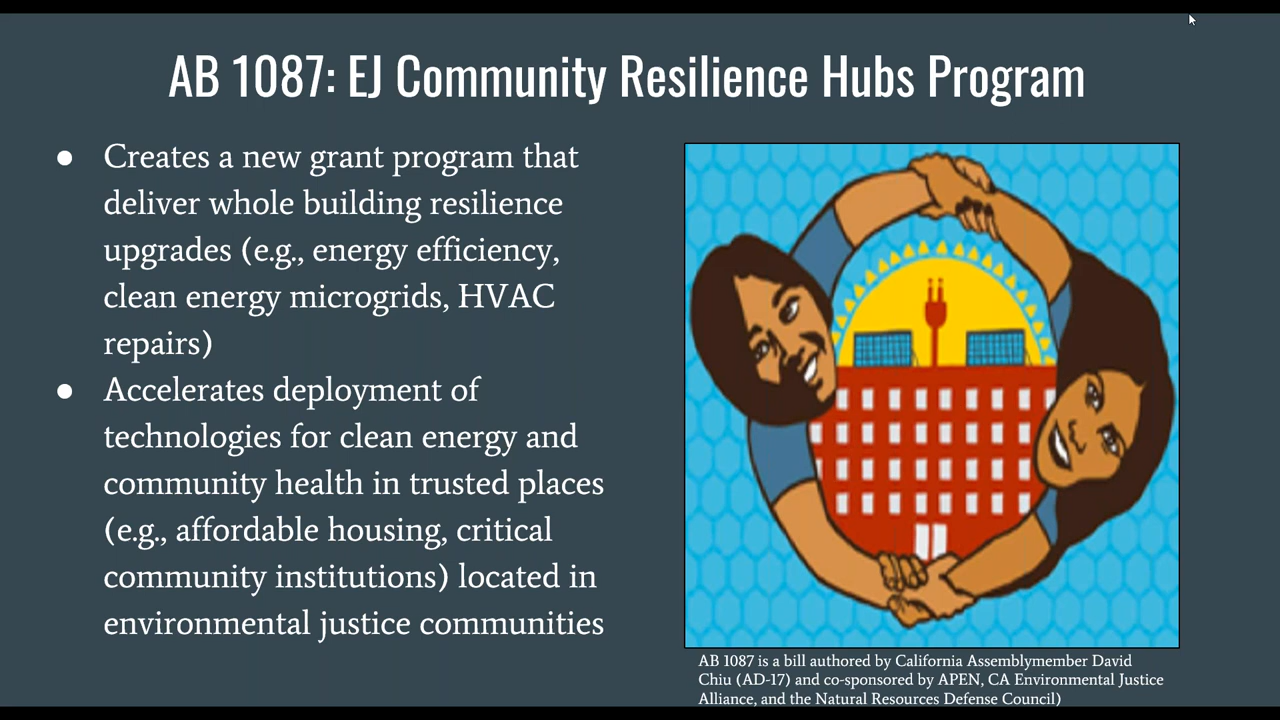 AB 1087: EJ Community Resilience Hubs Program
● Creates a new grant program that
deliver whole building resilience
upgrades (e.g., energy efficiency,
clean energy microgrids, HVAC
repairs)
● Accelerates deployment of
technologies for clean energy and
community health in trusted places
(e.g., affordable housing, critical
community institutions) located in
environmental justice communities
AB 1087 is a bill authored by California Assemblymember David
Chiu (AD-17) and co-sponsored by APEN, CA Environmental Justice
Alliance, and the Natural Resources Defense Council)